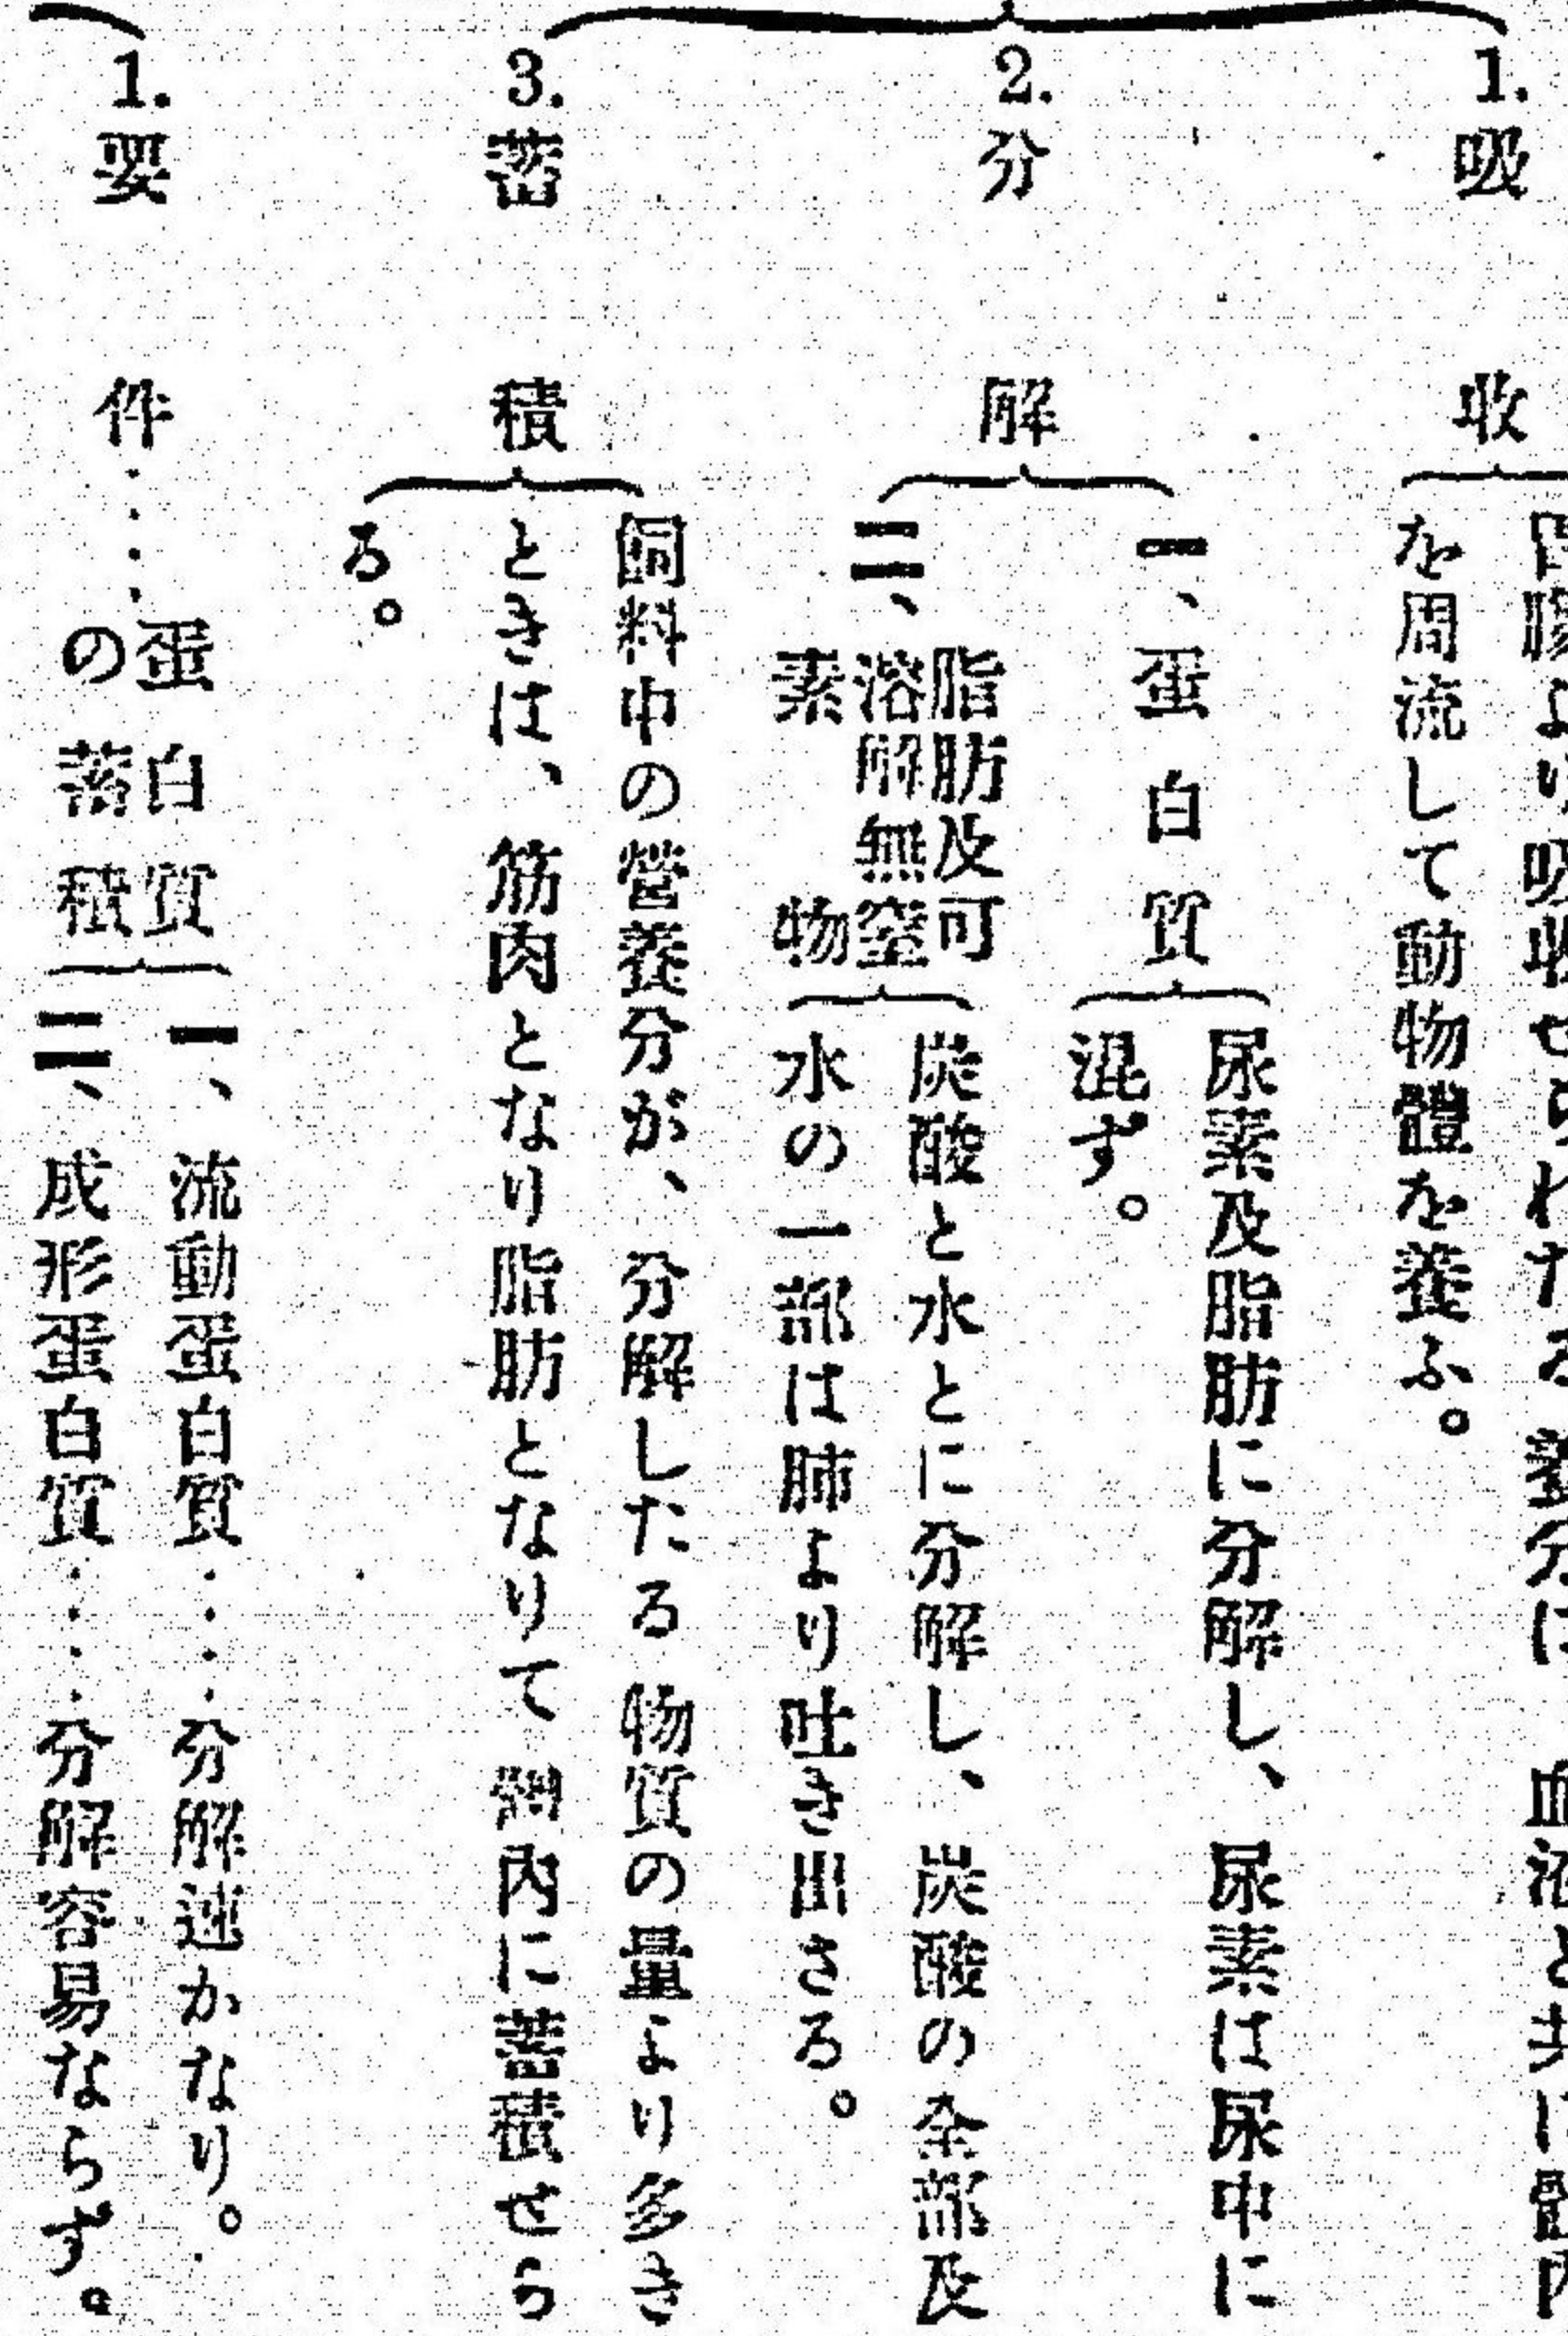 1.吸收
胃腸より吸收せられたる養分は 血液と共に體內
を周流して動物體を養ふ。
2.分解
一、蛋白質
尿素及脂肪に分解し、尿素は尿中に
混ず。
二、
脂肪及可
溶解無窒
素物
炭酸と水とに分解し、炭酸の全部及
水の一部は肺より吐き出さる。
3.蓄積
飼料中の營養分が、分解したる物質の量より多き
ときは、筋肉となり脂肪となりて體內に蓄積せら
る。
1.要件……
蛋白質
の蓄積
一、流動蛋白質……分解速かなり。
二、成形蛋白質……分解容易ならず。